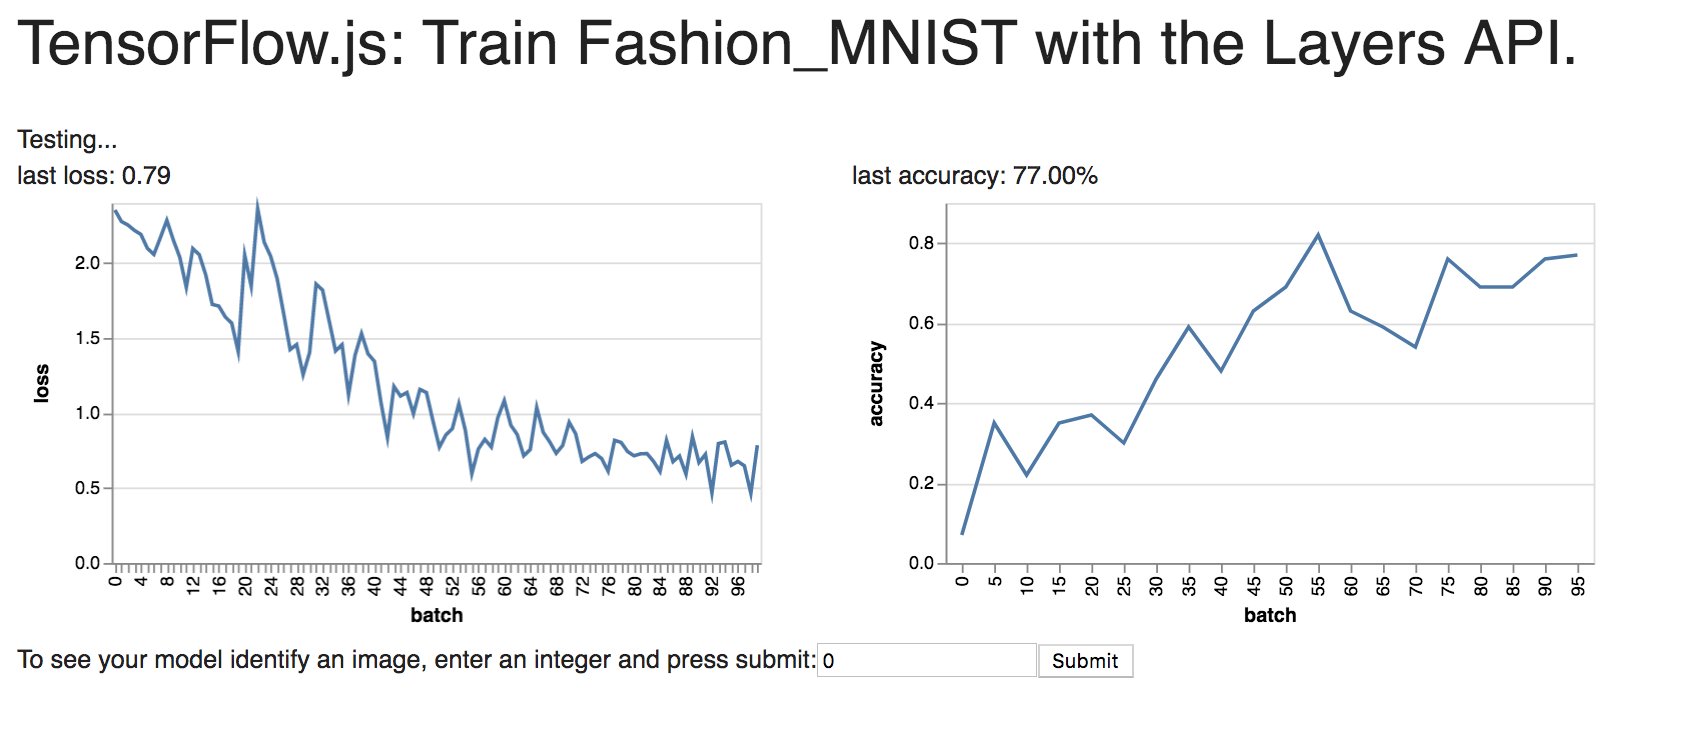 TensorFlow.js: Train Fashion_MNIST with the Layers API.
Testing...
last loss: 0.79
last accuracy: 77.00%
2.0
1.5
1.0
0.5
0.0
loss
0 4 8 12 16 20 24 28 32 36 40 44 48 52 56 60 64 68 72 76 80 84 88 92 96
batch
0.8
0.6
0.4
0.2
0.0
accuracy
0 5 10 15 20 25 30 35 40 45 50 55 60 65 70 75 80 85 90 95
batch
To see your model identify an image, enter an integer and press submit: 0 Submit